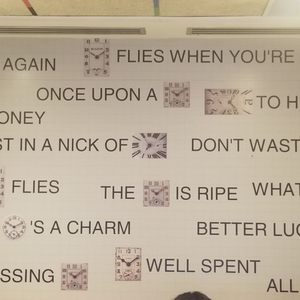 AGAIN FLIES WHEN YOU'RE
ONCE UPON A TO H
ONEY
ST IN A NICK OF DON'T WAST
FLIES THE IS RIPE WHAT
'S A CHARM BETTER LUC
SSING WELL SPENT
ALL